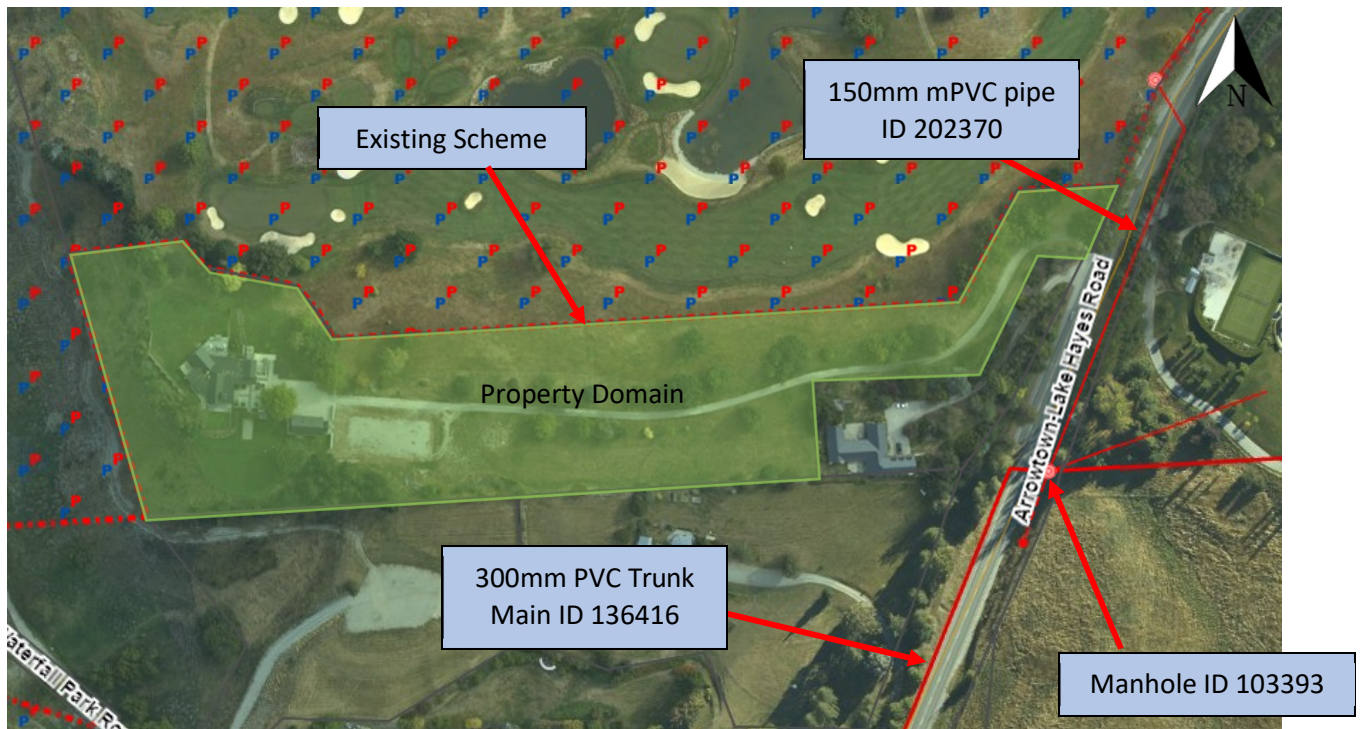 150mm mPVC pipe
ID 202370
N
Existing Scheme
Arrowtown-Lake Hayes Road
Property Domain
300mm PVC Trunk
Main ID 136416
Manhole ID 103393
Waterfall Park Ro